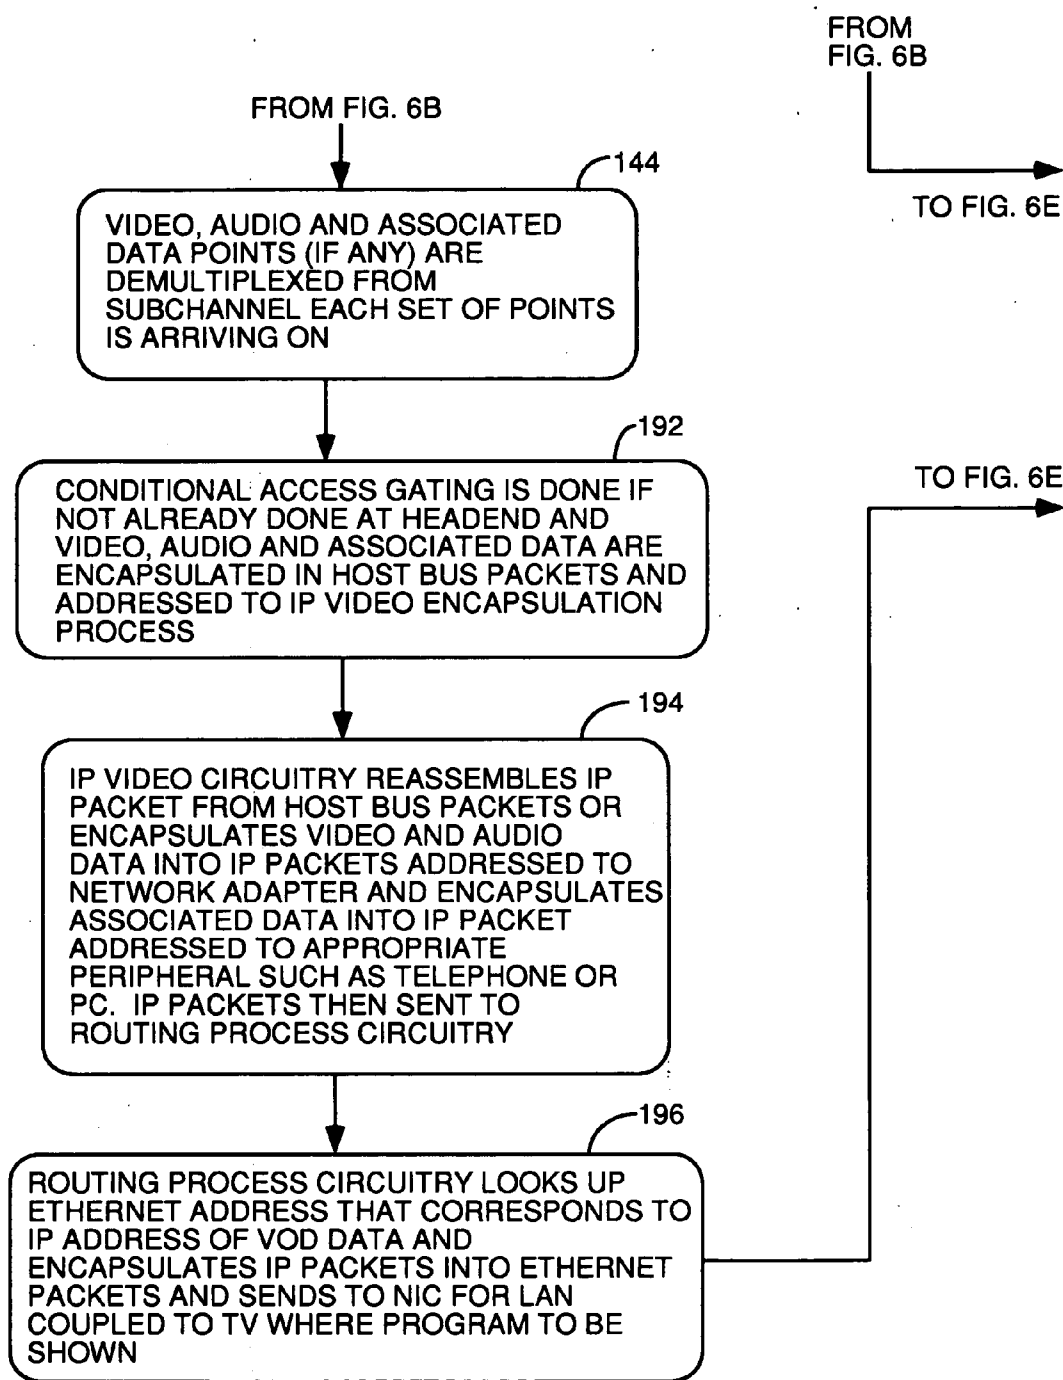 FROM
FIG. 6B
FROM FIG. 6B
TO FIG. 6E
144
VIDEO, AUDIO AND ASSOCIATED
DATA POINTS (IF ANY) ARE
DEMULTIPLEXED FROM
SUBCHANNEL EACH SET OF POINTS
IS ARRIVING ON
192
CONDITIONAL ACCESS GATING IS DONE IF
NOT ALREADY DONE AT HEADEND AND
VIDEO, AUDIO AND ASSOCIATED DATA ARE
ENCAPSULATED IN HOST BUS PACKETS AND
ADDRESSED TO IP VIDEO ENCAPSULATION
PROCESS
TO FIG. 6E
194
IP VIDEO CIRCUITRY REASSEMBLES IP
PACKET FROM HOST BUS PACKETS OR
ENCAPSULATES VIDEO AND AUDIO
DATA INTO IP PACKETS ADDRESSED TO
NETWORK ADAPTER AND ENCAPSULATES
ASSOCIATED DATA INTO IP PACKET
ADDRESSED TO APPROPRIATE
PERIPHERAL SUCH AS TELEPHONE OR
PC. IP PACKETS THEN SENT TO
ROUTING PROCESS CIRCUITRY
196
ROUTING PROCESS CIRCUITRY LOOKS UP
ETHERNET ADDRESS THAT CORRESPONDS TO
IP ADDRESS OF VOD DATA AND
ENCAPSULATES IP PACKETS INTO ETHERNET
PACKETS AND SENDS TO NIC FOR LAN
COUPLED TO TV WHERE PROGRAM TO BE
SHOWN